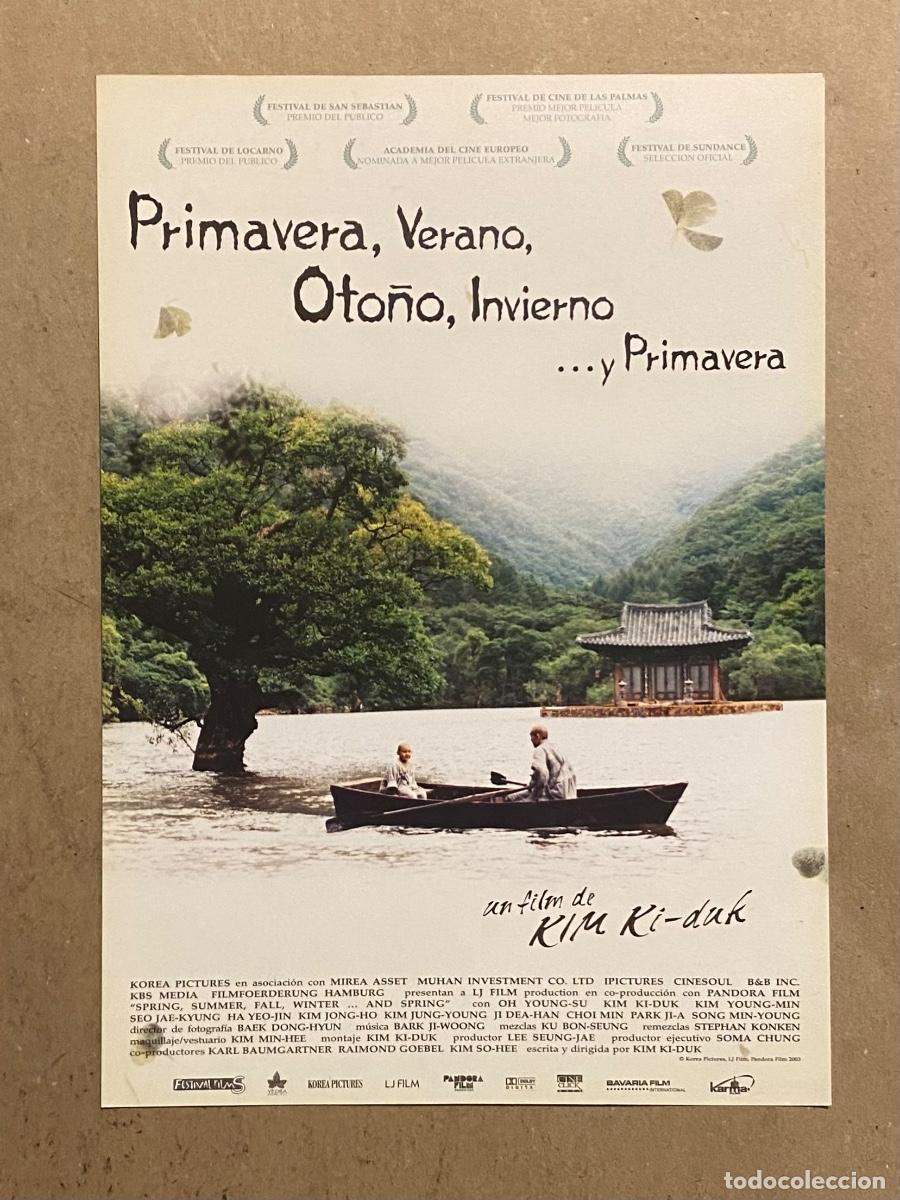 FESTIVAL DE SAN SEBASTIAN
PREMIO DEL PUBLICO
FESTIVAL DE CINE DE LAS PALMAS
PREMIO MEJOR PELICULA
MEJOR FOTOGRAFIA
FESTIVAL DE LOCARNO
PREMIO DEL PUBLICO
ACADEMIA DEL CINE EUROPEO
NOMINADA A MEJOR PELICULA EXTRANJERA
FESTIVAL DE SUNDANCE
SELECCION OFICIAL
Primavera, Verano,
Otoño, Invierno
...y Primavera
un film de
KIM Ki-duk
KOREA PICTURES en asociación con MIREA ASSET MUHAN INVESTMENT CO. LTD IPICTURES CINESOUL B&B INC.
KBS MEDIA FILMFOERDERUNG HAMBURG presentan a LJ FILM production en co-producción con PANDORA FILM
"SPRING, SUMMER, FALL, WINTER ... AND SPRING" con OH YOUNG-SU KIM KI-DUK KIM YOUNG-MIN
SEO JAE-KYUNG HA YEO-JIN KIM JONG-HO KIM JUNG-YOUNG JI DEA-HAN CHOI MIN PARK JI-A SONG MIN-YOUNG
director de fotografía BAEK DONG-HYUN música BARK JI-WOONG mezclas KU BON-SEUNG remezclas STEPHAN KONKEN
maquillaje/vestuario KIM MIN-HEE montaje KIM KI-DUK productor LEE SEUNG-JAE productor ejecutivo SOMA CHUNG
co-productores KARL BAUMGARTNER RAIMOND GOEBEL KIM SO-HEE escrita y dirigida por KIM KI-DUK
© Korea Pictures, LJ Film, Pandora Film 2003
FESTIVAL FILMS
KOREA PICTURES
LJ FILM
PANDORA
FILM
DOLBY
DIGITAL
CINE
CLICK
BAVARIA FILM
INTERNATIONAL
karma
todocoleccion